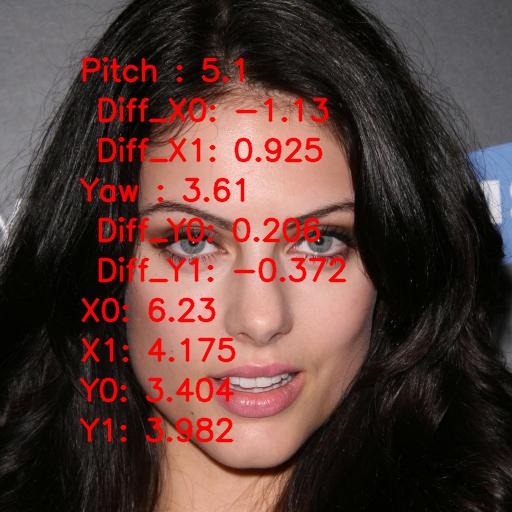 Pitch : 5.1
Diff_X0: -1.13
Diff_X1: 0.925
Yaw : 3.61
Diff_Y0: 0.206
Diff_Y1: -0.372
X0: 6.23
X1: 4.175
Y0: 3.404
Y1: 3.982